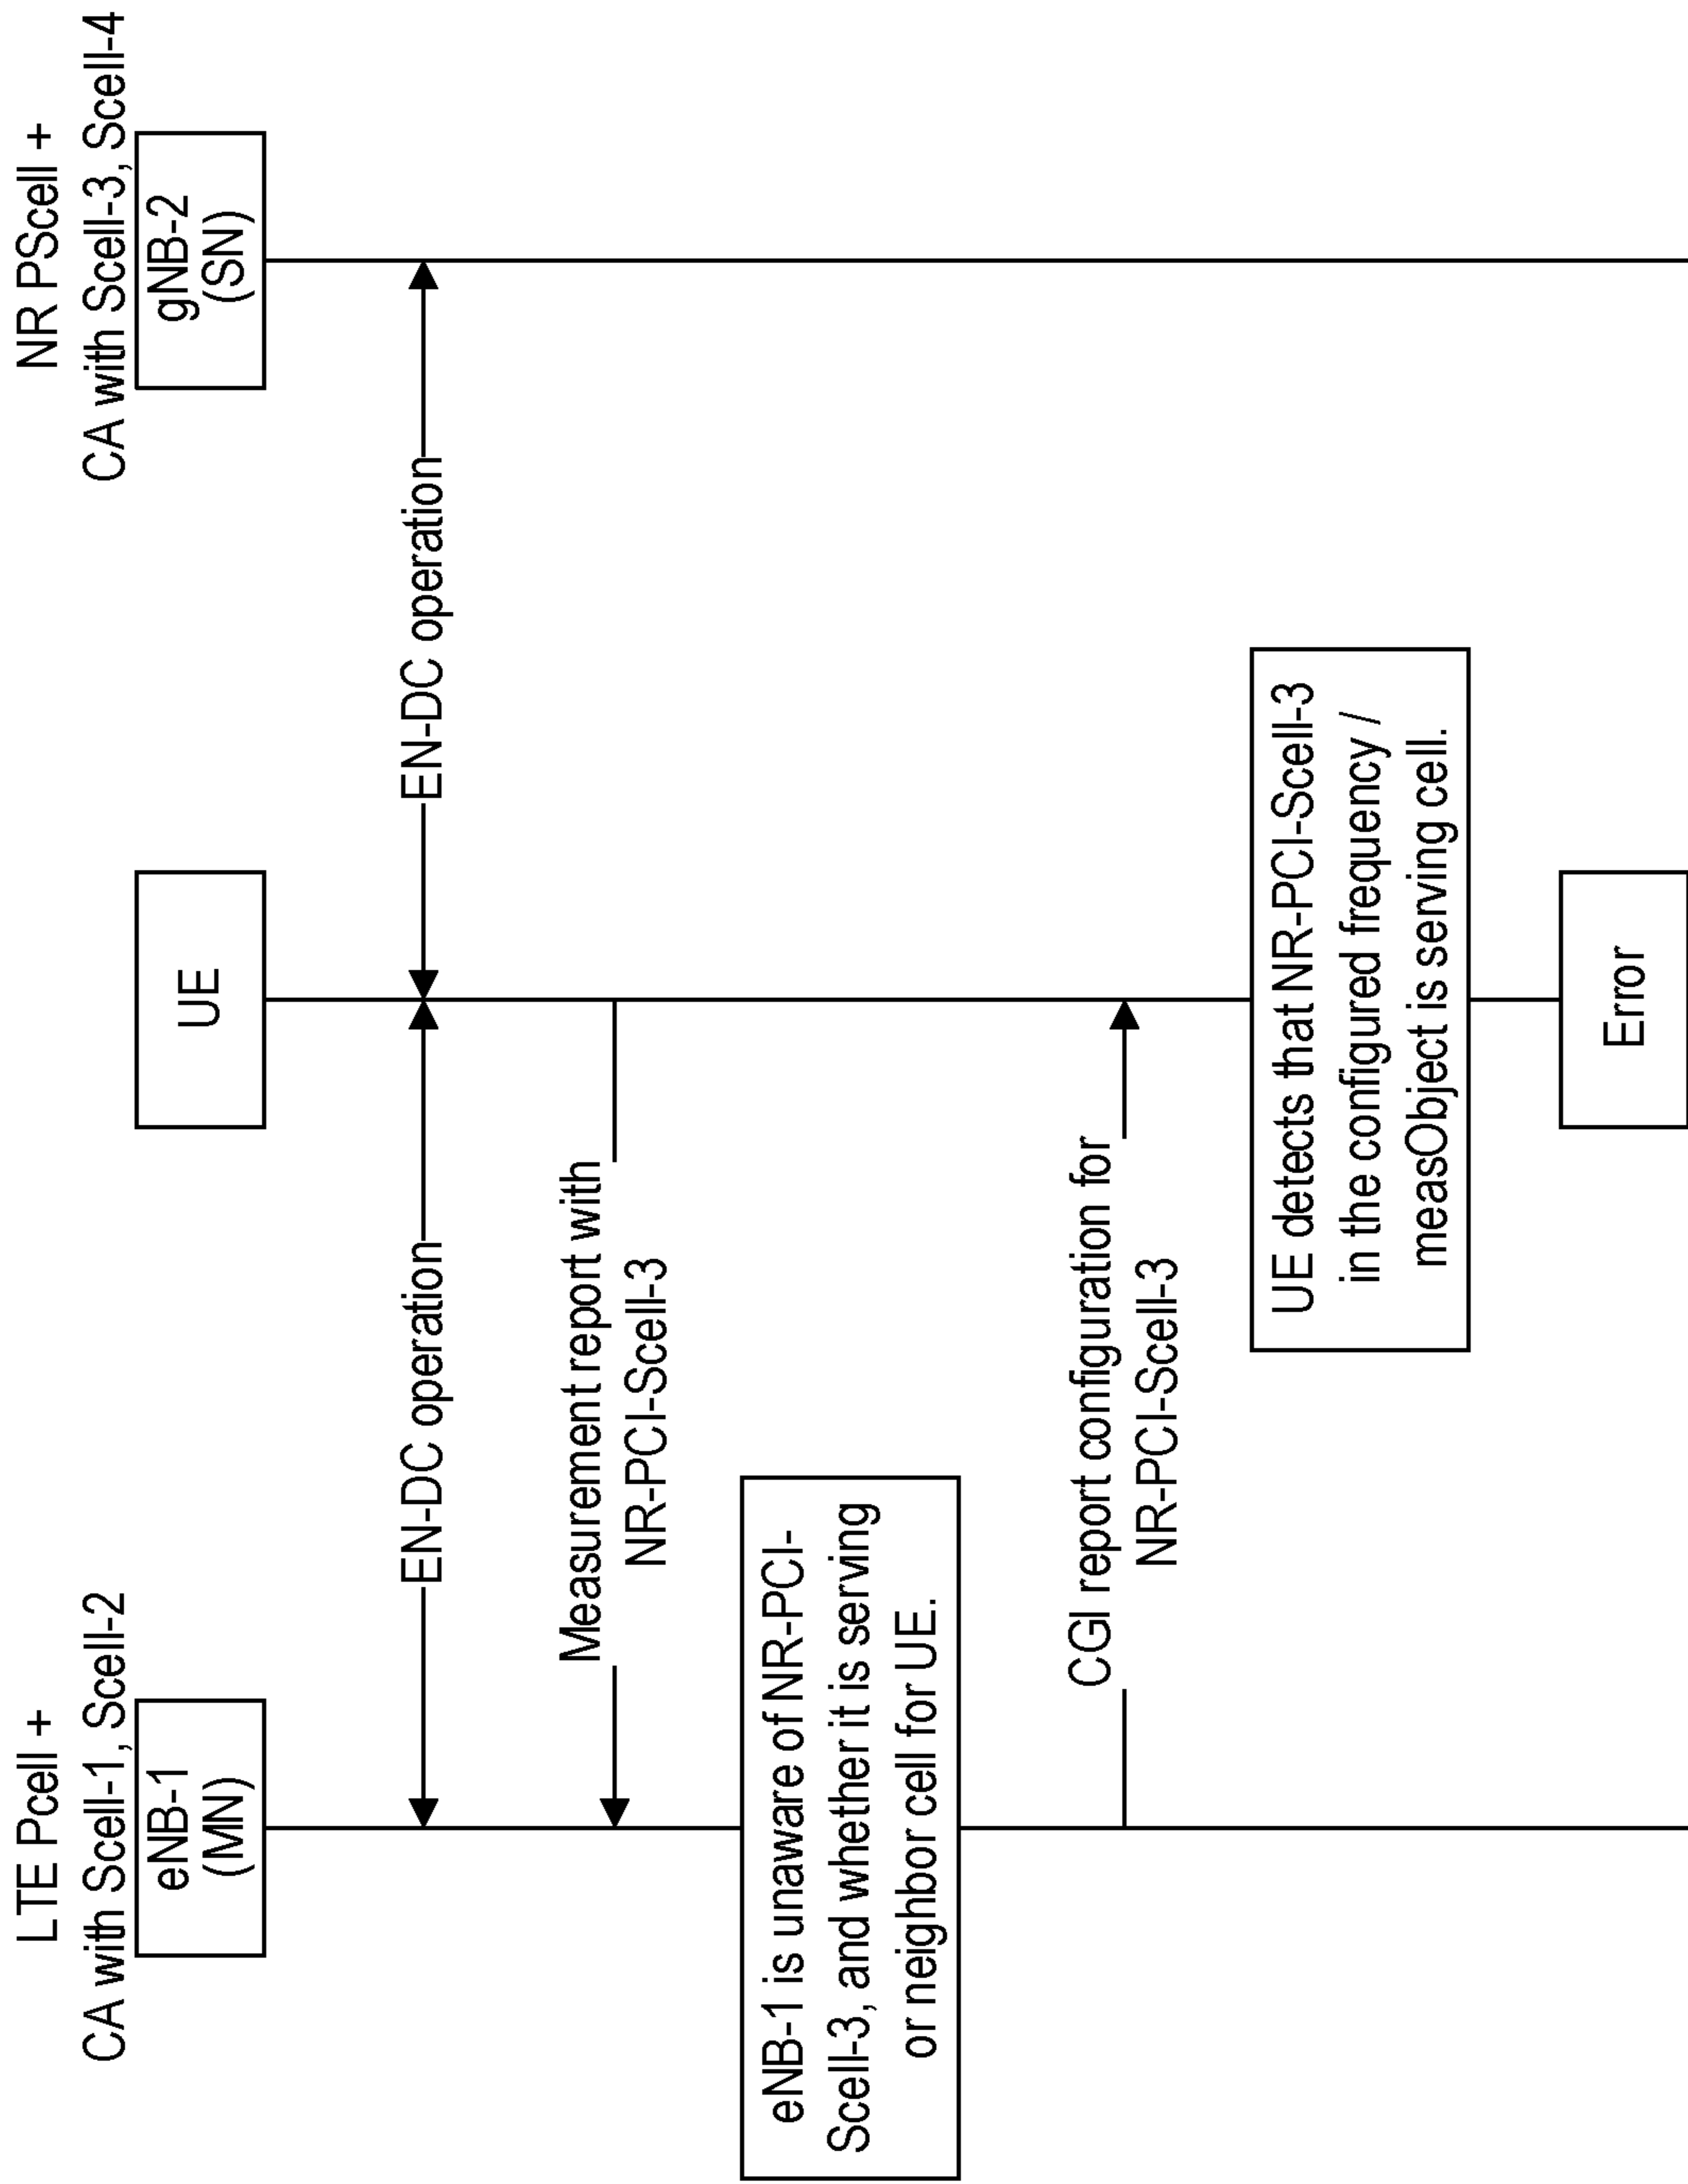 LTE Pcell +
CA with Scell-1, Scell-2
eNB-1
(MN)
UE
NR PScell +
CA with Scell-3, Scell-4
gNB-2
(SN)
EN-DC operation
EN-DC operation
Measurement report with
NR-PCI-Scell-3
eNB-1 is unaware of NR-PCI-
Scell-3, and whether it is serving
or neighbor cell for UE.
CGI report configuration for
NR-PCI-Scell-3
UE detects that NR-PCI-Scell-3
in the configured frequency /
measObject is serving cell.
Error